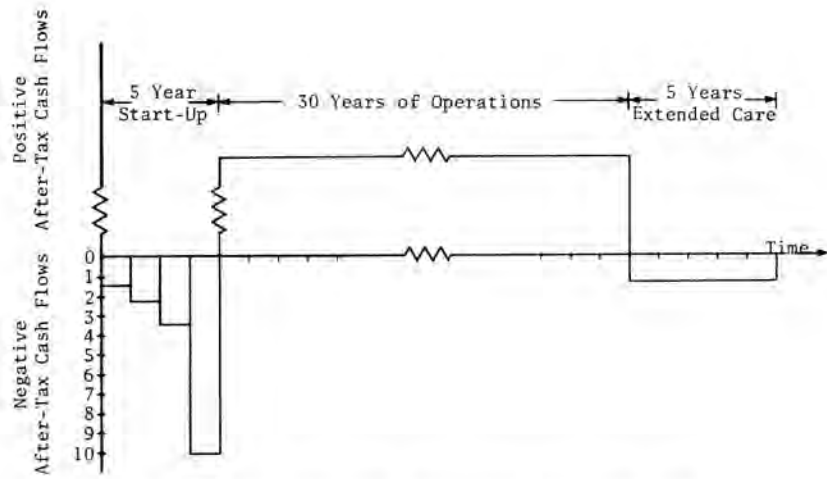 Positive
After-Tax Cash Flows
5 Year
Start-Up
30 Years of Operations
5 Years
Extended Care
Time
Negative
After-Tax Cash Flows
0
1
2
3
4
5
6
7
8
9
10